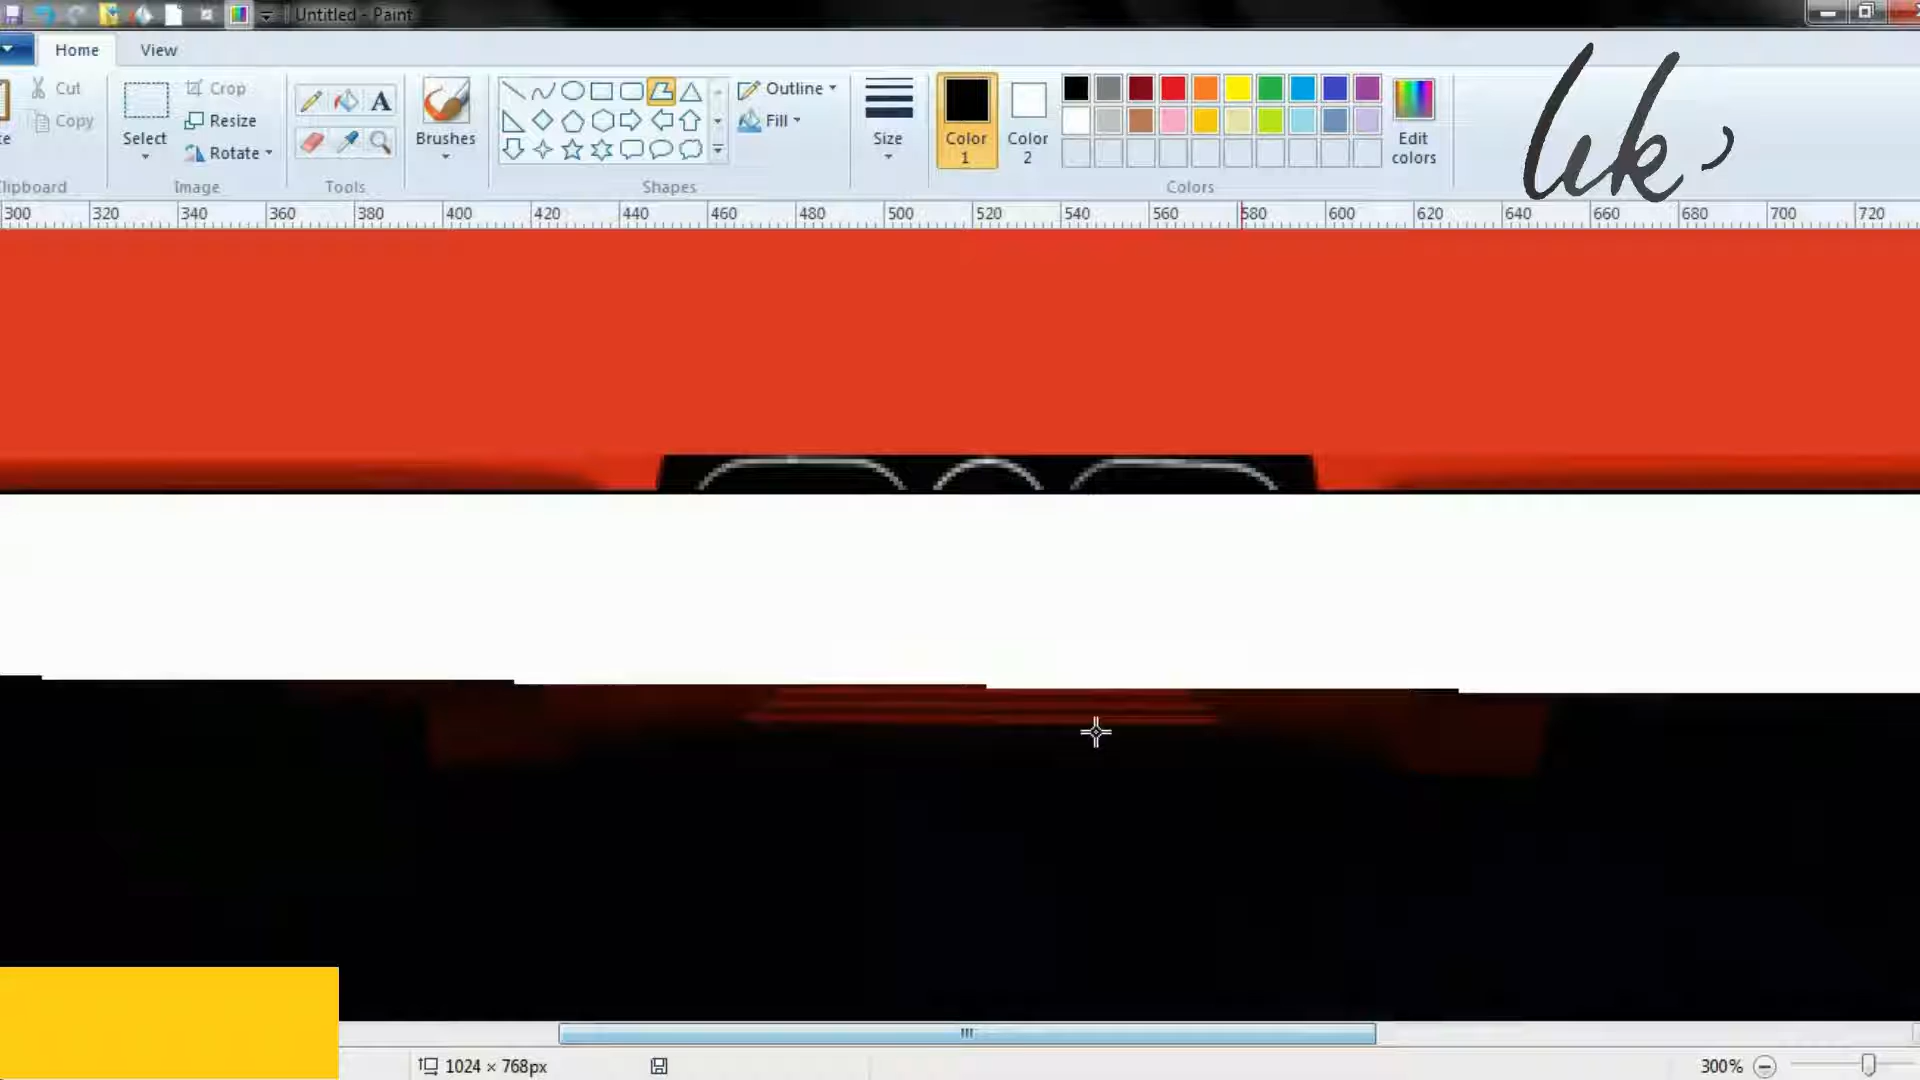 Untitled - Paint
Home View
Cut
Copy
Select
Crop
Resize
Rotate
Brushes
Outline
Fill
Size
Color 1
Color 2
Edit colors
Image
Tools
Shapes
Colors
300 320 340 360 380 400 420 440 460 480 500 520 540 560 580 600 620 640 660 680 700 720
1024 × 768px
300%